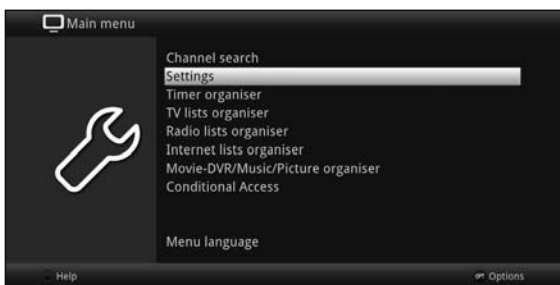 Main menu
Channel search
Settings
Timer organiser
TV lists organiser
Radio lists organiser
Internet lists organiser
Movie-DVR/Music/Picture organiser
Conditional Access
Menu language
Help
OPT Options